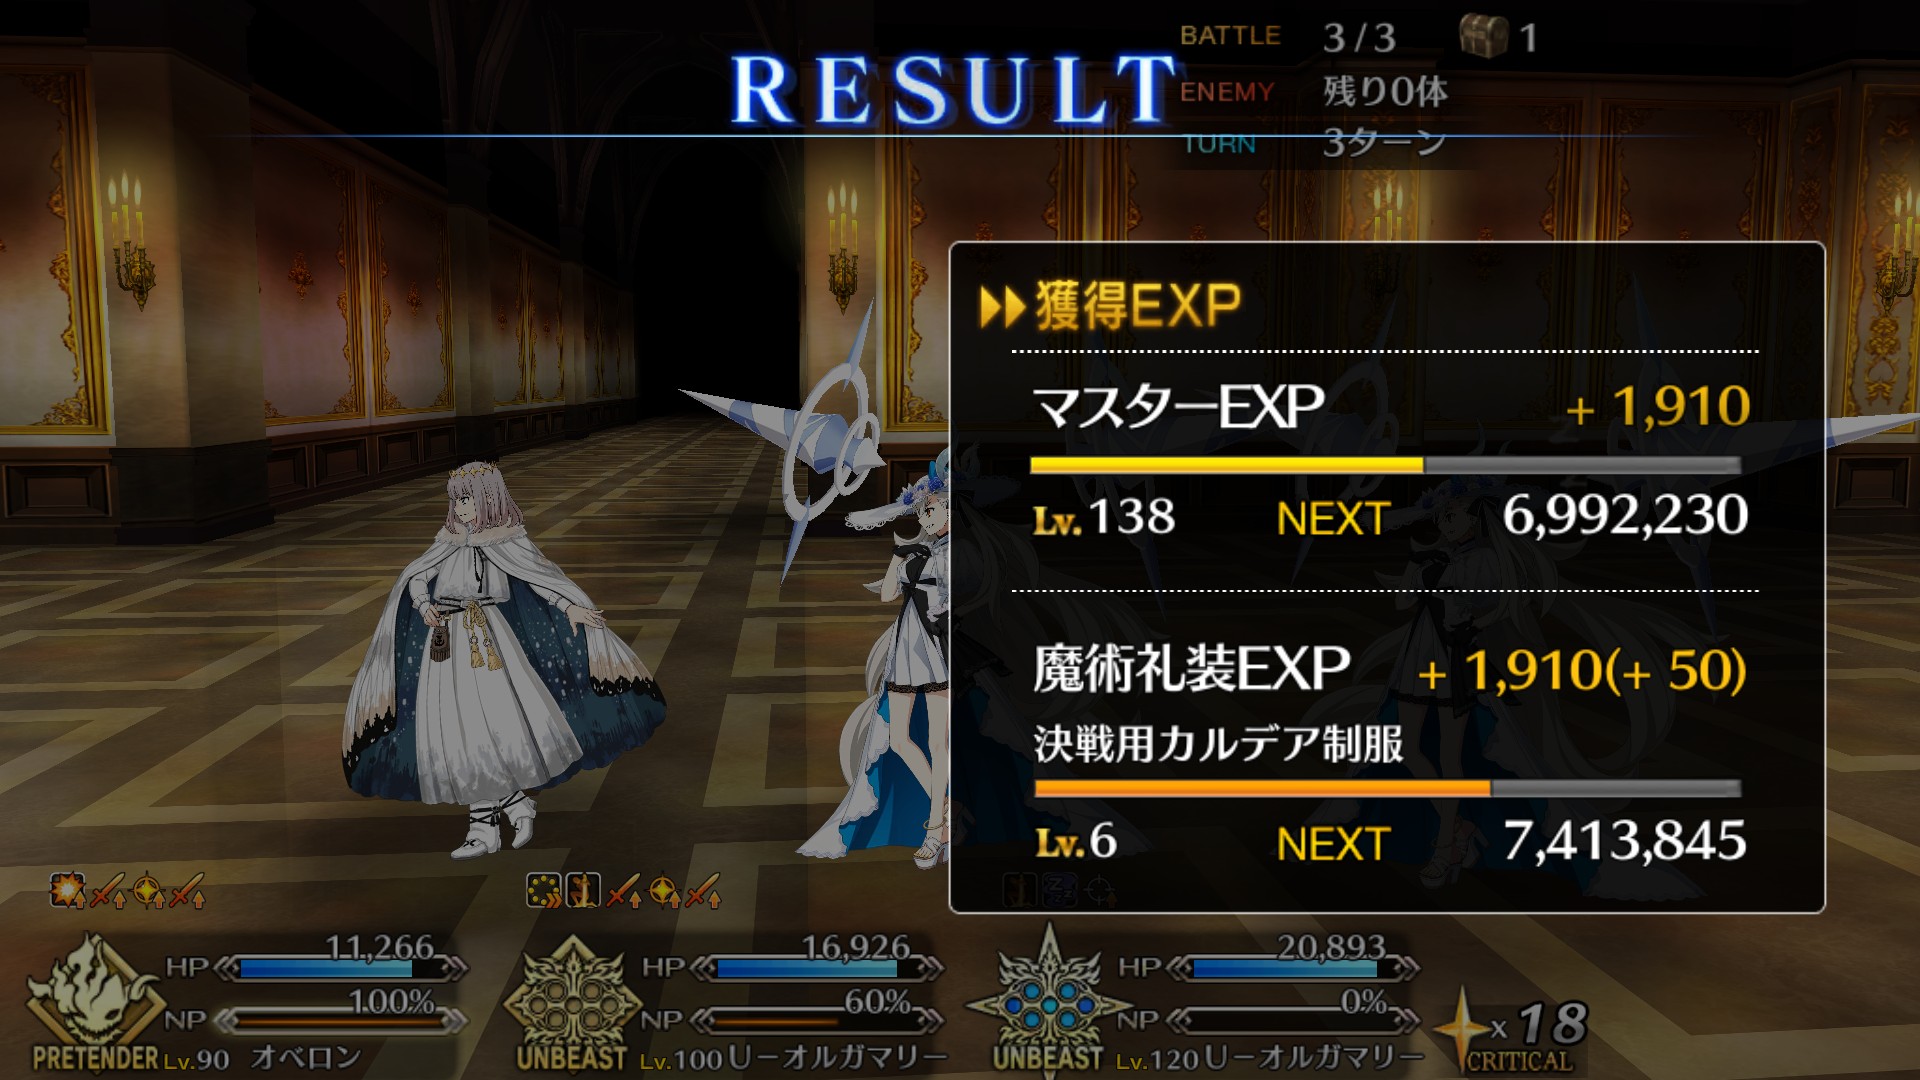 RESULT
BATTLE 3/3 1
ENEMY 残り0体
TURN 3ターン
獲得EXP
マスターEXP + 1,910
Lv.138 NEXT 6,992,230
魔術礼装EXP + 1,910(+ 50)
決戦用カルデア制服
Lv.6 NEXT 7,413,845
HP 11,266
NP 100%
PRETENDER Lv.90 オベロン
HP 16,926
NP 60%
UNBEAST Lv.100 U-オルガマリー
HP 20,893
NP 0%
UNBEAST Lv.120 U-オルガマリー
x 18
CRITICAL